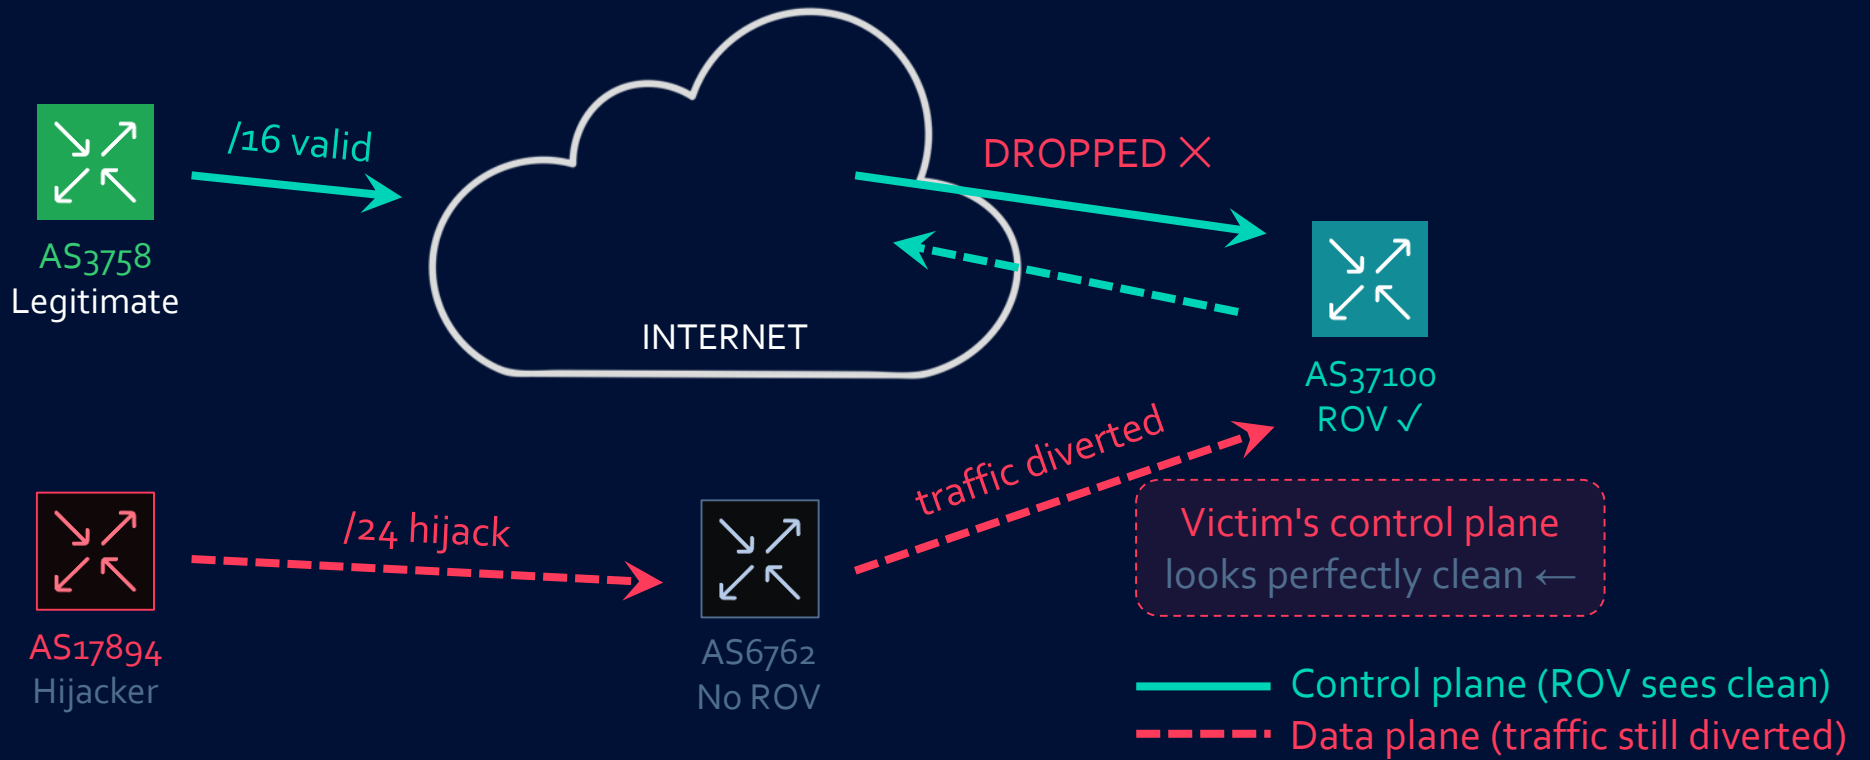 /16 valid
DROPPED ×
AS3758
Legitimate
INTERNET
AS37100
ROV ✓
traffic diverted
/24 hijack
Victim's control plane
looks perfectly clean ←
AS17894
Hijacker
AS6762
No ROV
Control plane (ROV sees clean)
Data plane (traffic still diverted)